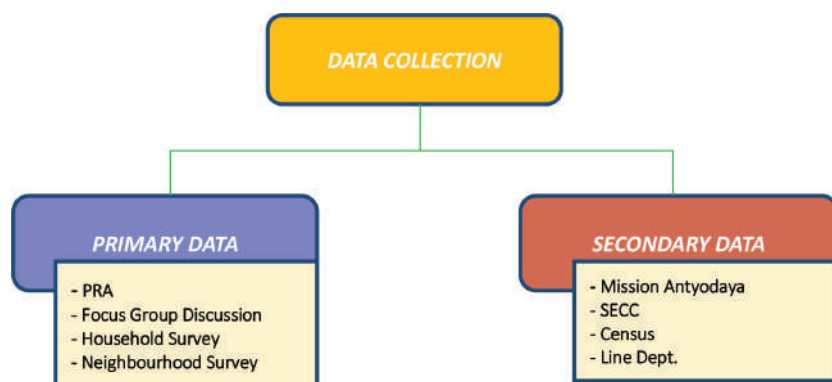 DATA COLLECTION
PRIMARY DATA
- PRA
- Focus Group Discussion
- Household Survey
- Neighbourhood Survey
SECONDARY DATA
- Mission Antyodaya
- SECC
- Census
- Line Dept.